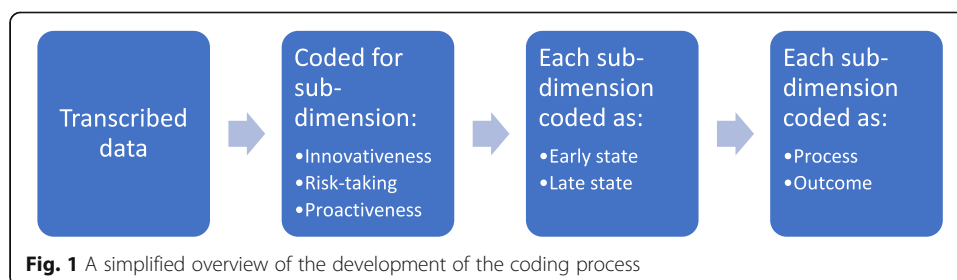 Transcribed
data
Coded for
sub-
dimension:
•Innovativeness
•Risk-taking
•Proactiveness
Each sub-
dimension
coded as:
•Early state
•Late state
Each sub-
dimension
coded as:
•Process
•Outcome
Fig. 1 A simplified overview of the development of the coding process